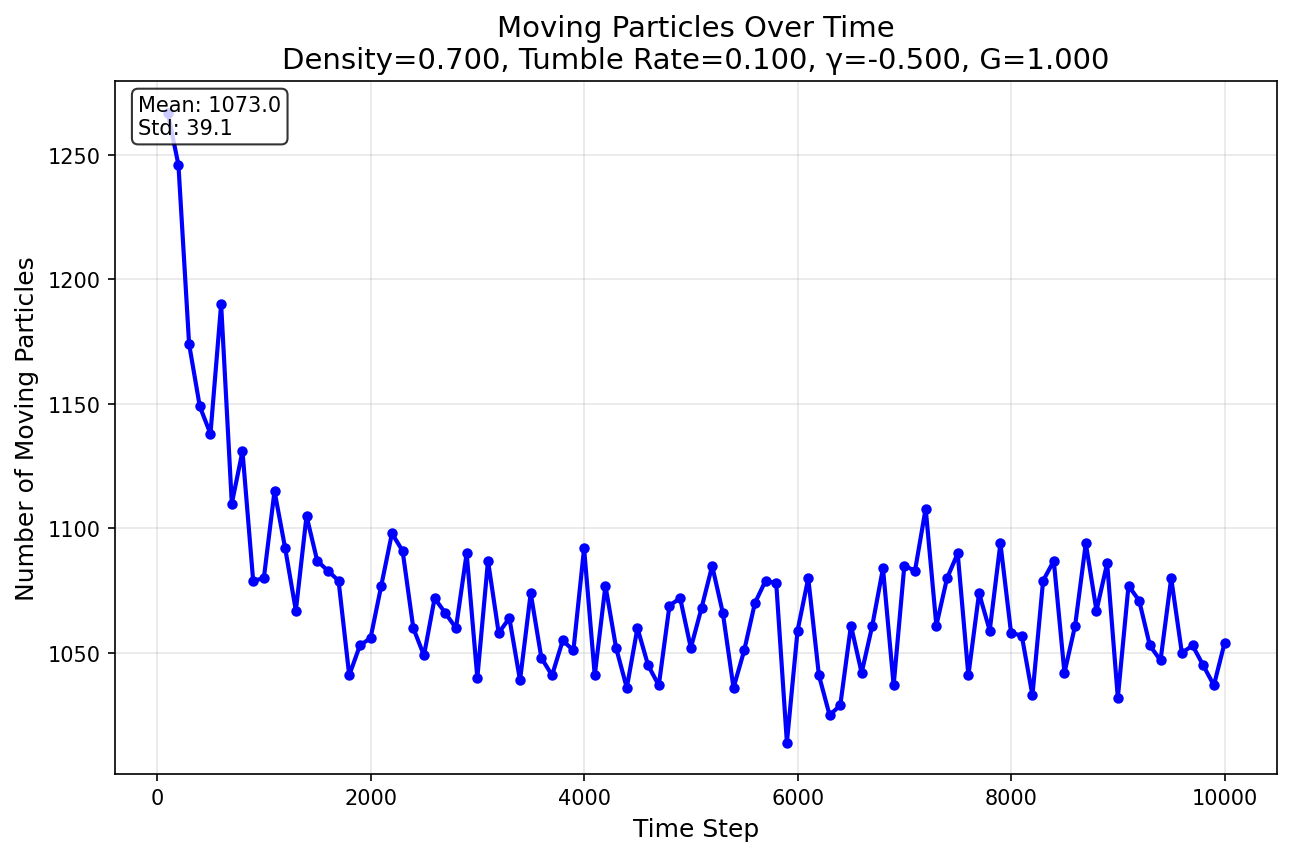 Moving Particles Over Time
Density=0.700, Tumble Rate=0.100, γ=-0.500, G=1.000
Mean: 1073.0
Std: 39.1
Number of Moving Particles
1250
1200
1150
1100
1050
0
2000
4000
6000
8000
10000
Time Step